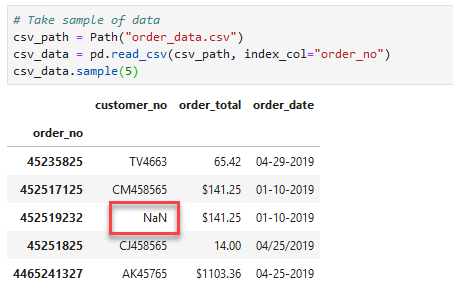 # Take sample of data
csv_path = Path("order_data.csv")
csv_data = pd.read_csv(csv_path, index_col="order_no")
csv_data.sample(5)
customer_no order_total order_date
order_no
45235825 TV4663 65.42 04-29-2019
452517125 CM458565 $141.25 01-10-2019
452519232 NaN $141.25 01-10-2019
45251825 CJ458565 14.00 04/25/2019
4465241327 AK45765 $1103.36 04-25-2019